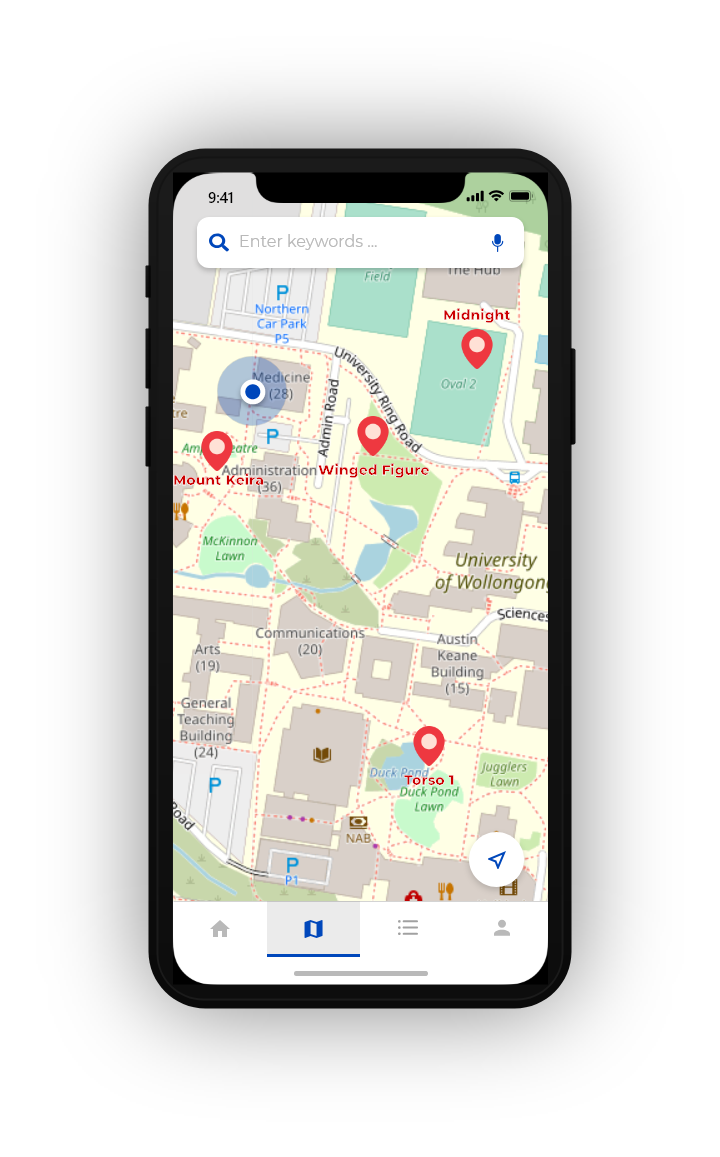 9:41
Enter keywords ...
The Hub
Field
P
Northern
Car Park
P5
Midnight
University Ring Road
Medicine
(28)
Oval 2
Admin Road
P
Winged Figure
Administration
(36)
Mount Keira
McKinnon
Lawn
University
of Wollongong
Sciences
Communications
(20)
Arts
(19)
Austin
Keane
Building
(15)
General
Teaching
Building
(24)
Duck Pond
Torso 1
Jugglers
Lawn
P
Duck Pond
Lawn
Road
NAB
P
P1